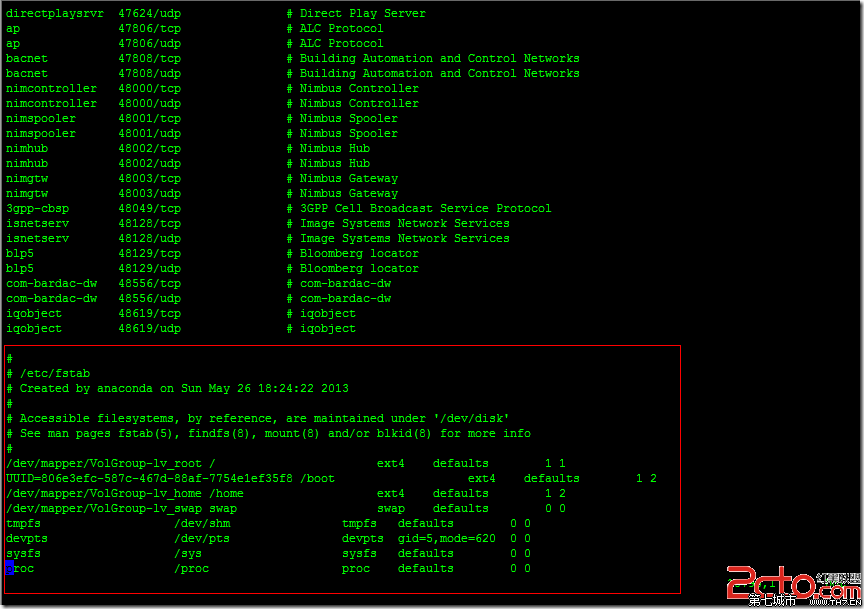 directplaysrvr  47624/udp               # Direct Play Server
ap              47806/tcp               # ALC Protocol
ap              47806/udp               # ALC Protocol
bacnet          47808/tcp               # Building Automation and Control Networks
bacnet          47808/udp               # Building Automation and Control Networks
nimcontroller   48000/tcp               # Nimbus Controller
nimcontroller   48000/udp               # Nimbus Controller
nimspooler      48001/tcp               # Nimbus Spooler
nimspooler      48001/udp               # Nimbus Spooler
nimhub          48002/tcp               # Nimbus Hub
nimhub          48002/udp               # Nimbus Hub
nimgtw          48003/tcp               # Nimbus Gateway
nimgtw          48003/udp               # Nimbus Gateway
3gpp-cbsp       48049/tcp               # 3GPP Cell Broadcast Service Protocol
isnetserv       48128/tcp               # Image Systems Network Services
isnetserv       48128/udp               # Image Systems Network Services
blp5            48129/tcp               # Bloomberg locator
blp5            48129/udp               # Bloomberg locator
com-bardac-dw   48556/tcp               # com-bardac-dw
com-bardac-dw   48556/udp               # com-bardac-dw
iqobject        48619/tcp               # iqobject
iqobject        48619/udp               # iqobject
#
# /etc/fstab
# Created by anaconda on Sun May 26 18:24:22 2013
#
# Accessible filesystems, by reference, are maintained under '/dev/disk'
# See man pages fstab(5), findfs(8), mount(8) and/or blkid(8) for more info
#
/dev/mapper/VolGroup-lv_root /                       ext4    defaults        1 1
UUID=806e3efc-587c-467d-88af-7754e1ef35f8 /boot                   ext4    defaults        1 2
/dev/mapper/VolGroup-lv_home /home                   ext4    defaults        1 2
/dev/mapper/VolGroup-lv_swap swap                    swap    defaults        0 0
tmpfs                   /dev/shm                tmpfs   defaults        0 0
devpts                  /dev/pts                devpts  gid=5,mode=620  0 0
sysfs                   /sys                    sysfs   defaults        0 0
proc                    /proc                   proc    defaults        0 0
2cto.com
第七城市 www.TH7.CN